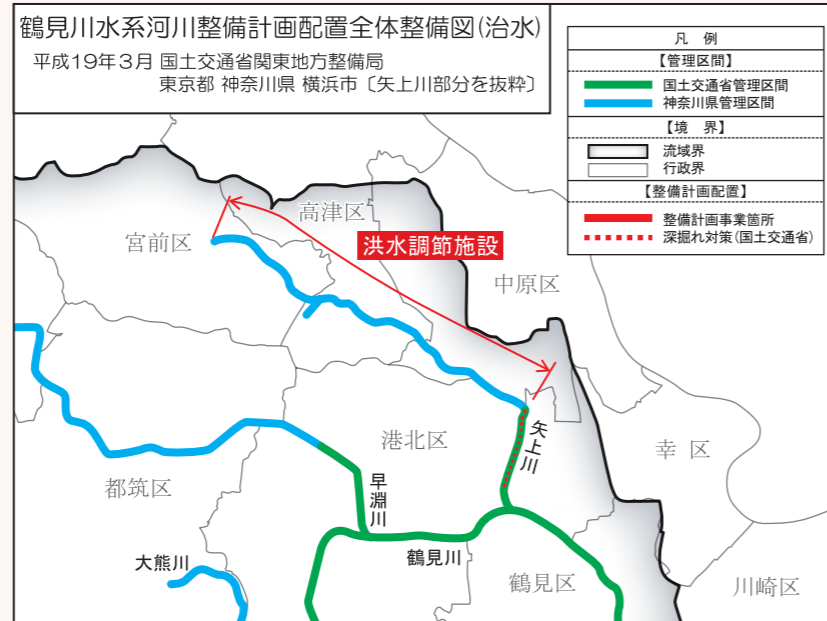 鶴見川水系河川整備計画配置全体整備図(治水)
平成19年3月 国土交通省関東地方整備局
東京都 神奈川県 横浜市〔矢上川部分を抜粋〕
凡 例
【管理区間】
国土交通省管理区間
神奈川県管理区間
【境 界】
流域界
行政界
【整備計画配置】
整備計画事業箇所
深掘れ対策(国土交通省)
高津区
宮前区
洪水調節施設
中原区
港北区
矢上川
幸 区
都筑区
早淵川
大熊川
鶴見川
鶴見区
川崎区